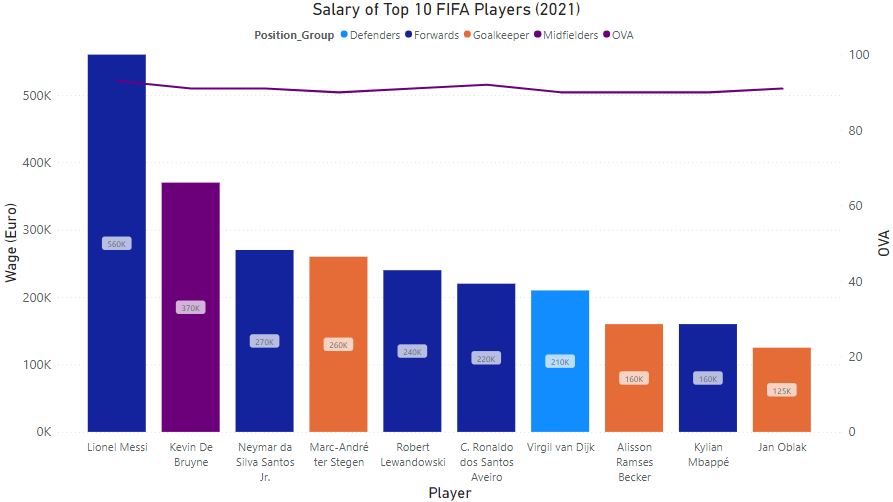 Salary of Top 10 FIFA Players (2021)
Position_Group Defenders Forwards Goalkeeper Midfielders OVA
500K
400K
300K
200K
100K
0K
Wage (Euro)
100
80
60
40
20
0
OVA
560K
370K
270K
260K
240K
220K
210K
160K
160K
125K
Lionel Messi
Kevin De
Bruyne
Neymar da
Silva Santos
Jr.
Marc-André
ter Stegen
Robert
Lewandowski
C. Ronaldo
dos Santos
Aveiro
Virgil van Dijk
Alisson
Ramses
Becker
Kylian
Mbappé
Jan Oblak
Player